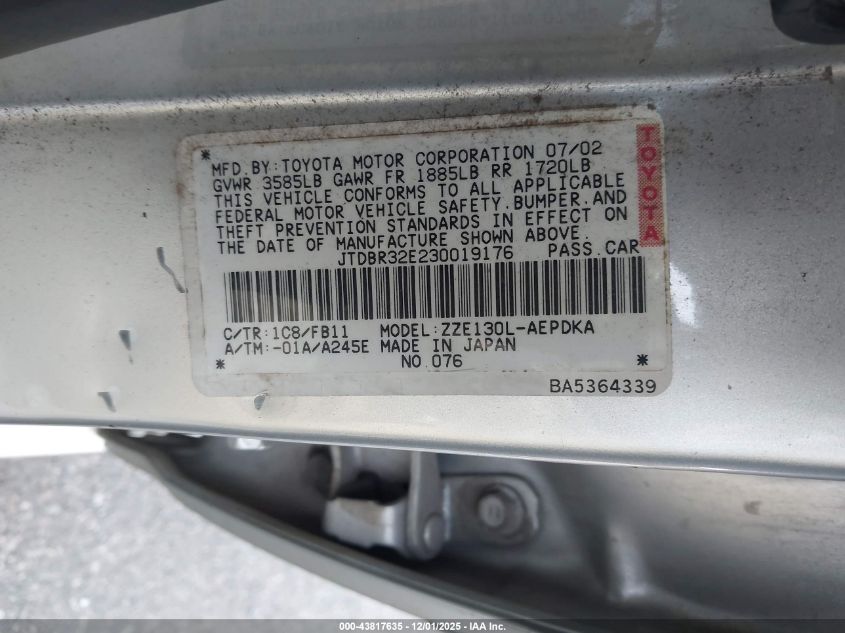 * MFD.BY:TOYOTA MOTOR CORPORATION 07/02
GVWR 3585LB GAWR FR 1885LB RR 1720LB
THIS VEHICLE CONFORMS TO ALL APPLICABLE
FEDERAL MOTOR VEHICLE SAFETY,BUMPER,AND
THEFT PREVENTION STANDARDS IN EFFECT ON
THE DATE OF MANUFACTURE SHOWN ABOVE.
JTDBR32E230019176 PASS.CAR
TOYOTA
C/TR:1C8/FB11 MODEL:ZZE130L-AEPDKA
A/TM:-01A/A245E MADE IN JAPAN
* NO.076 *
BA5364339
000-43817635 - 12/01/2025 - IAA Inc.